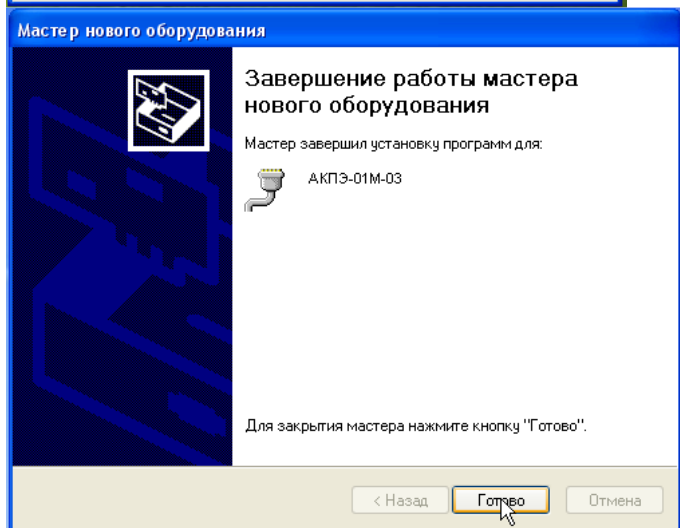 Мастер нового оборудования
Завершение работы мастера
нового оборудования
Мастер завершил установку программ для:
АКПЭ-01М-03
Для закрытия мастера нажмите кнопку "Готово".
< Назад
Готово
Отмена